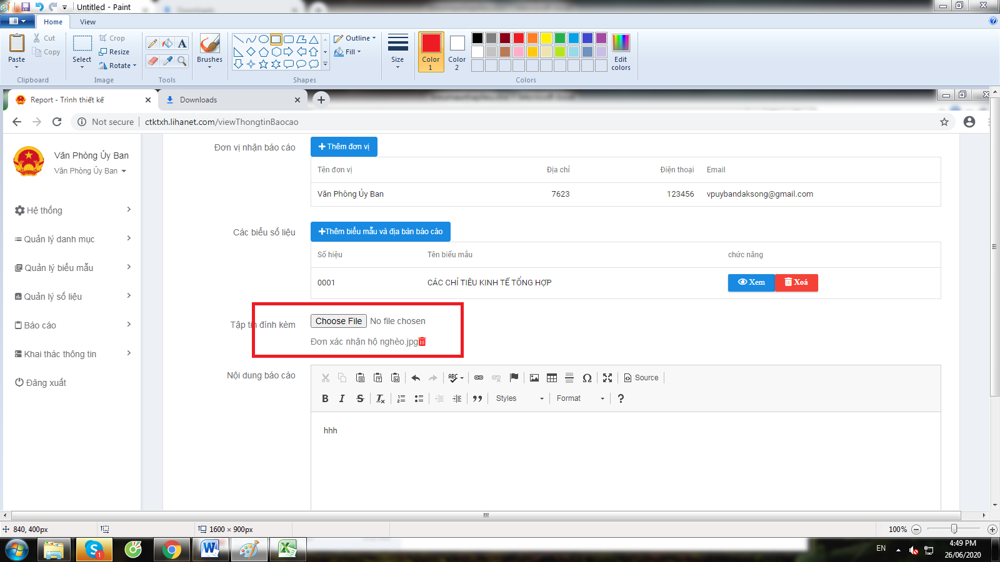 Untitled - Paint
Home
View
Paste
Cut
Copy
Clipboard
Select
Crop
Resize
Rotate
Image
A
Tools
Brushes
Shapes
Outline
Fill
Size
Color 1
Color 2
Edit colors
Colors
Report - Trình thiết kế
Downloads
Not secure
ctktxh.lihanet.com/viewThongtinBaocao
Văn Phòng Ủy Ban
Văn Phòng Ủy Ban
Hệ thống
Quản lý danh mục
Quản lý biểu mẫu
Quản lý số liệu
Báo cáo
Khai thác thông tin
Đăng xuất
Đơn vị nhận báo cáo
Thêm đơn vị
Tên đơn vị Địa chỉ Điện thoại Email
Văn Phòng Ủy Ban 7623 123456 vpuybandaksong@gmail.com
Các biểu số liệu
Thêm biểu mẫu và địa bàn báo cáo
Số hiệu Tên biểu mẫu chức năng
0001 CÁC CHỈ TIÊU KINH TẾ TỔNG HỢP Xem Xoá
Tập tin đính kèm
Choose File No file chosen
Đơn xác nhận hộ nghèo.jpg
Nội dung báo cáo
ABC
Ω
Source
B I S Tx
Styles Format ?
hhh
840, 400px
1600 × 900px
100%
1
EN
4:49 PM
26/06/2020